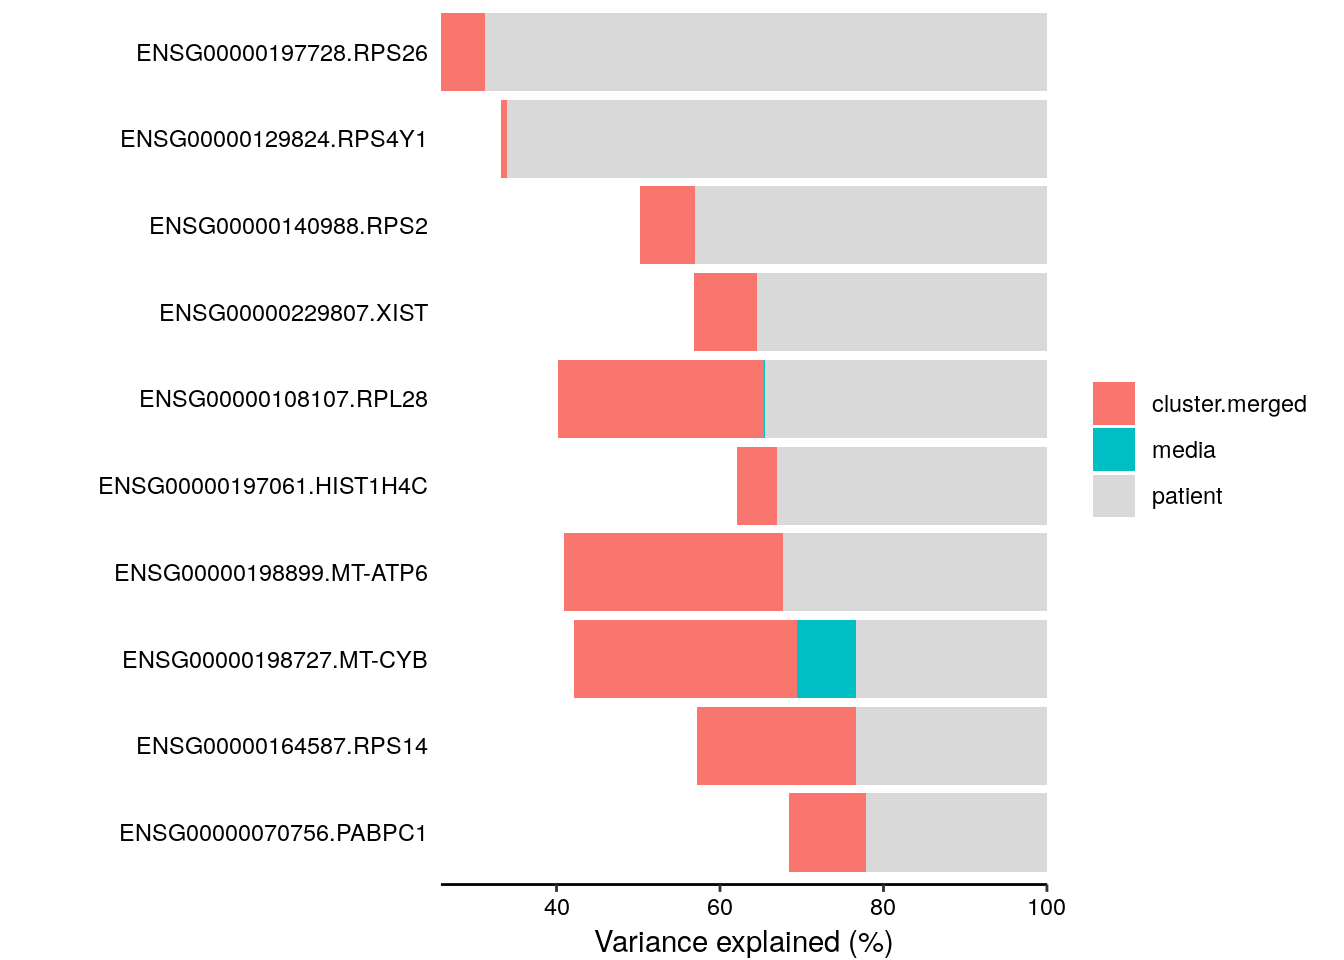 ENSG00000197728.RPS26
ENSG00000129824.RPS4Y1
ENSG00000140988.RPS2
ENSG00000229807.XIST
ENSG00000108107.RPL28
ENSG00000197061.HIST1H4C
ENSG00000198899.MT-ATP6
ENSG00000198727.MT-CYB
ENSG00000164587.RPS14
ENSG00000070756.PABPC1
cluster.merged
media
patient
40 60 80 100
Variance explained (%)